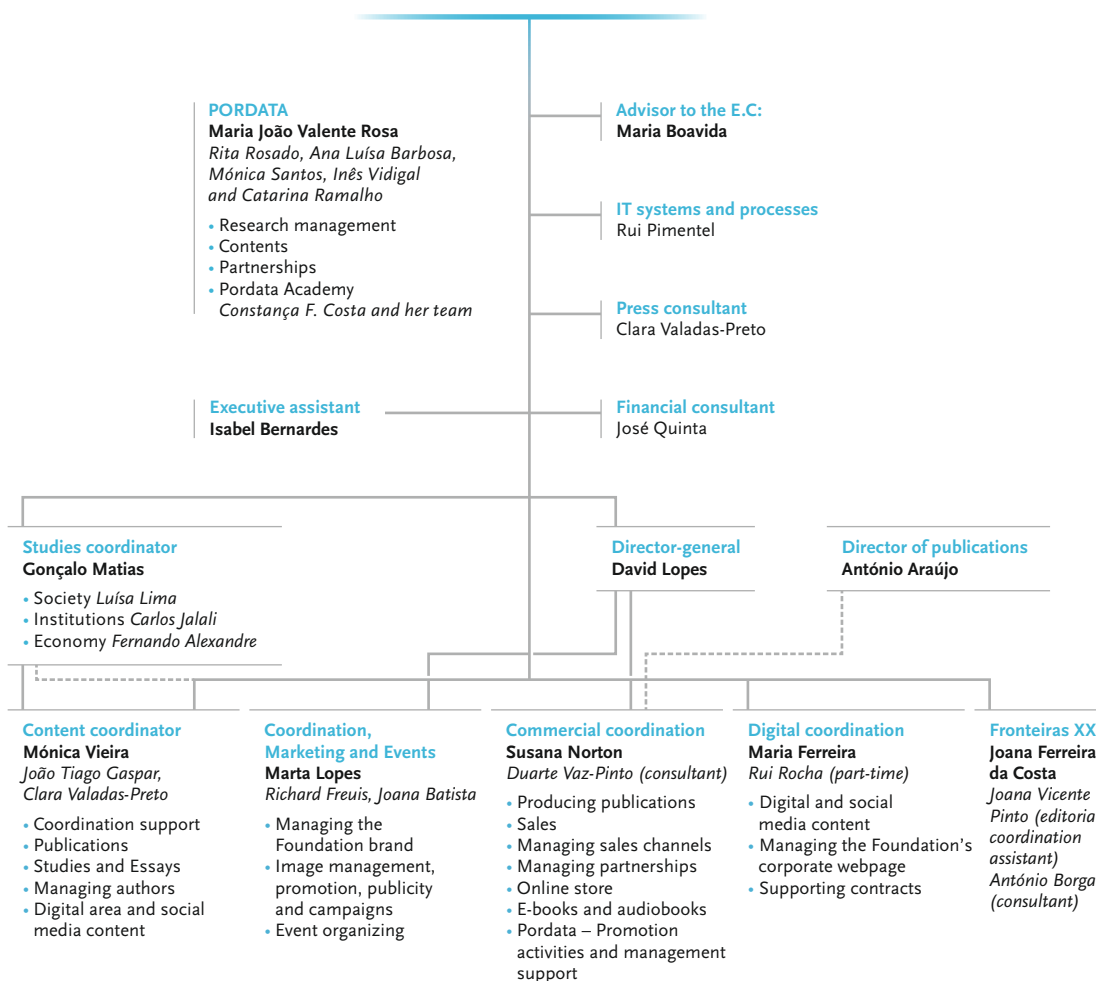 PORDATA
Maria João Valente Rosa
Rita Rosado, Ana Luísa Barbosa,
Mónica Santos, Inês Vidigal
and Catarina Ramalho
• Research management
• Contents
• Partnerships
• Pordata Academy
Constança F. Costa and her team
Advisor to the E.C:
Maria Boavida
IT systems and processes
Rui Pimentel
Press consultant
Clara Valadas-Preto
Executive assistant
Isabel Bernardes
Financial consultant
José Quinta
Studies coordinator
Gonçalo Matias
• Society Luísa Lima
• Institutions Carlos Jalali
• Economy Fernando Alexandre
Director-general
David Lopes
Director of publications
António Araújo
Content coordinator
Mónica Vieira
João Tiago Gaspar,
Clara Valadas-Preto
• Coordination support
• Publications
• Studies and Essays
• Managing authors
• Digital area and social
media content
Coordination,
Marketing and Events
Marta Lopes
Richard Freuis, Joana Batista
• Managing the
Foundation brand
• Image management,
promotion, publicity
and campaigns
• Event organizing
Commercial coordination
Susana Norton
Duarte Vaz-Pinto (consultant)
• Producing publications
• Sales
• Managing sales channels
• Managing partnerships
• Online store
• E-books and audiobooks
• Pordata – Promotion
activities and management
support
Digital coordination
Maria Ferreira
Rui Rocha (part-time)
• Digital and social
media content
• Managing the Foundation's
corporate webpage
• Supporting contracts
Fronteiras XX
Joana Ferreira
da Costa
Joana Vicente
Pinto (editoria
coordination
assistant)
António Borga
(consultant)